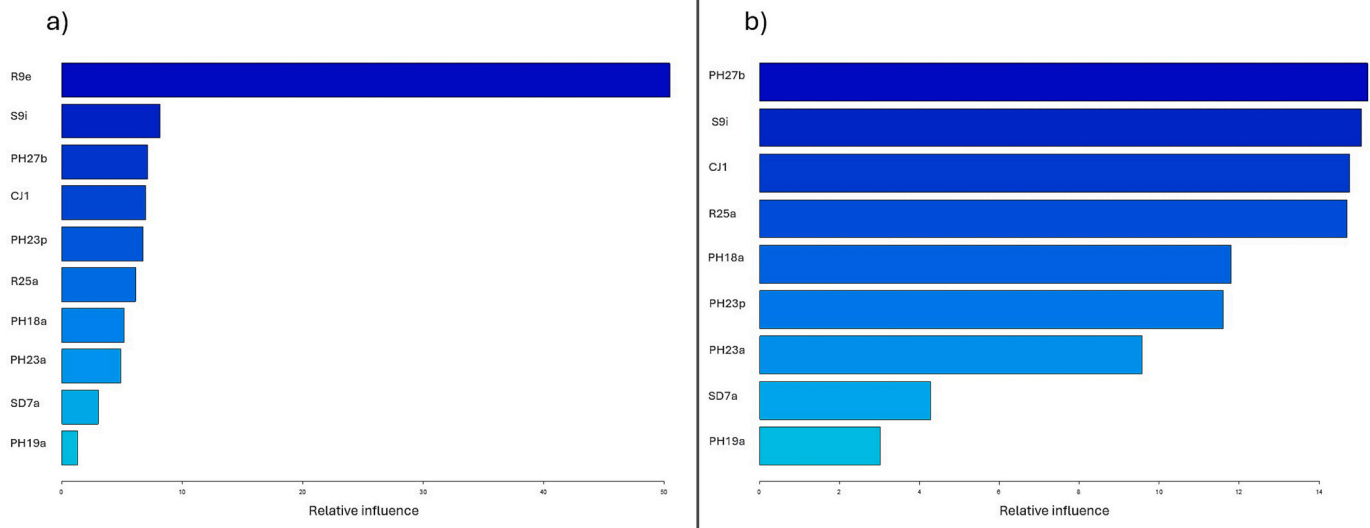 a)
R9e
S9i
PH27b
CJ1
PH23p
R25a
PH18a
PH23a
SD7a
PH19a
0 10 20 30 40 50
Relative influence
b)
PH27b
S9i
CJ1
R25a
PH18a
PH23p
PH23a
SD7a
PH19a
0 2 4 6 8 10 12 14
Relative influence